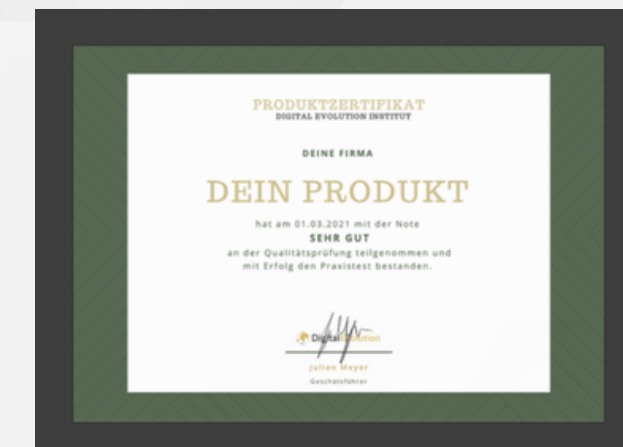 PRODUKTZERTIFIKAT
DIGITAL EVOLUTION INSTITUT
DEINE FIRMA
DEIN PRODUKT
hat am 01.03.2021 mit der Note
SEHR GUT
an der Qualitätsprüfung teilgenommen und
mit Erfolg den Praxistest bestanden.
Digital Evolution
Julian Meyer
Geschäftsführer